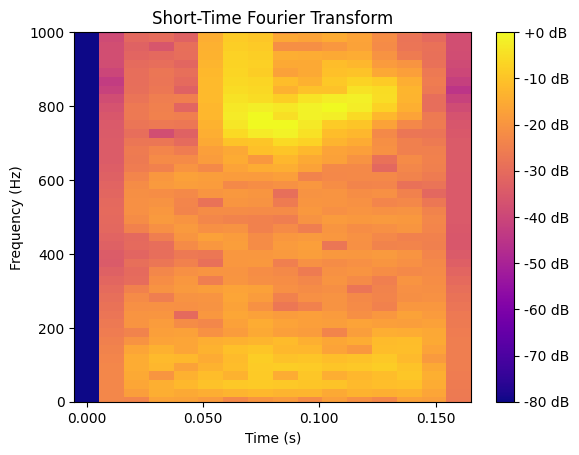 Short-Time Fourier Transform
1000
800
600
400
200
0
Frequency (Hz)
0.000
0.050
0.100
0.150
Time (s)
+0 dB
-10 dB
-20 dB
-30 dB
-40 dB
-50 dB
-60 dB
-70 dB
-80 dB